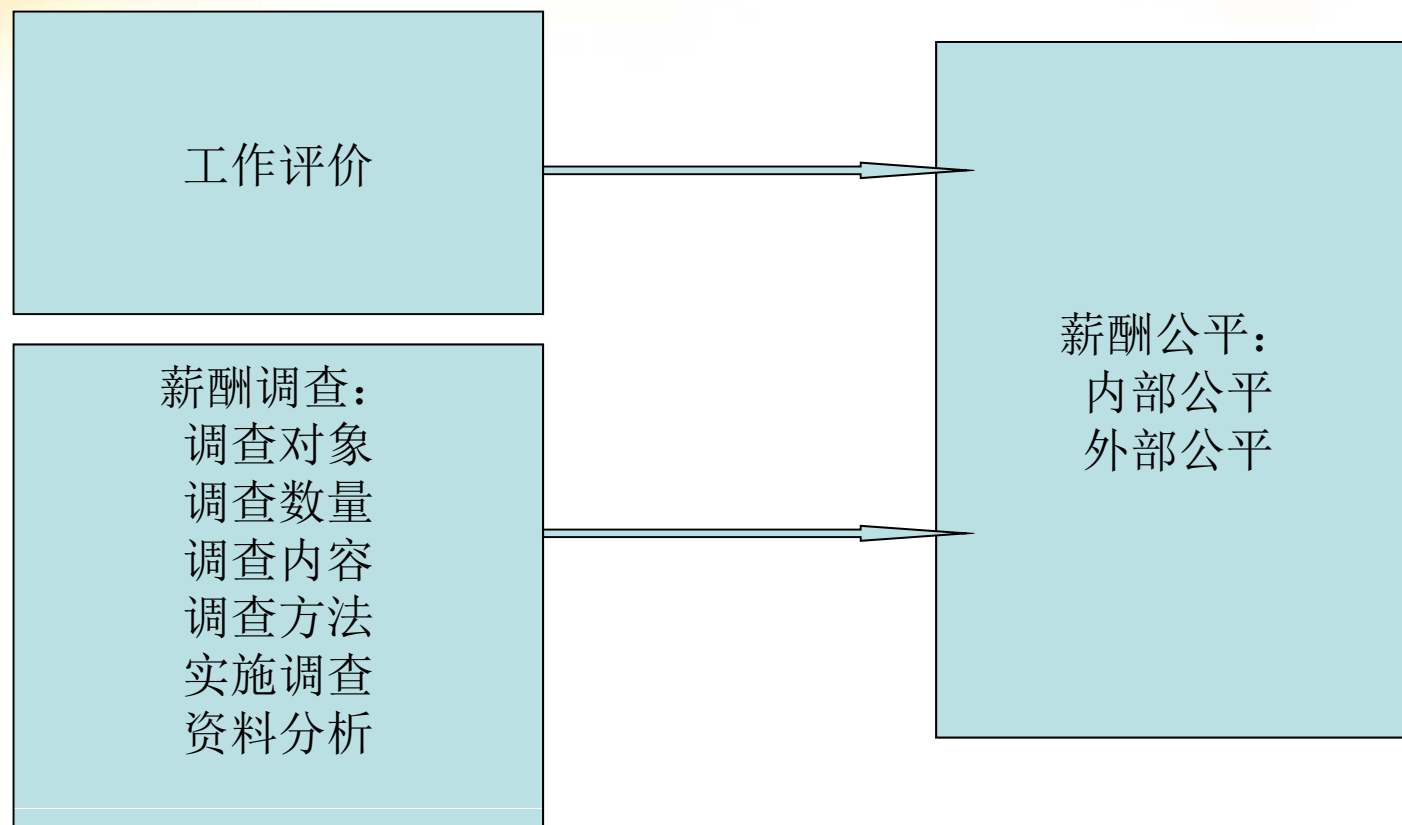 工作评价
薪酬调查：
调查对象
调查数量
调查内容
调查方法
实施调查
资料分析
薪酬公平：
内部公平
外部公平